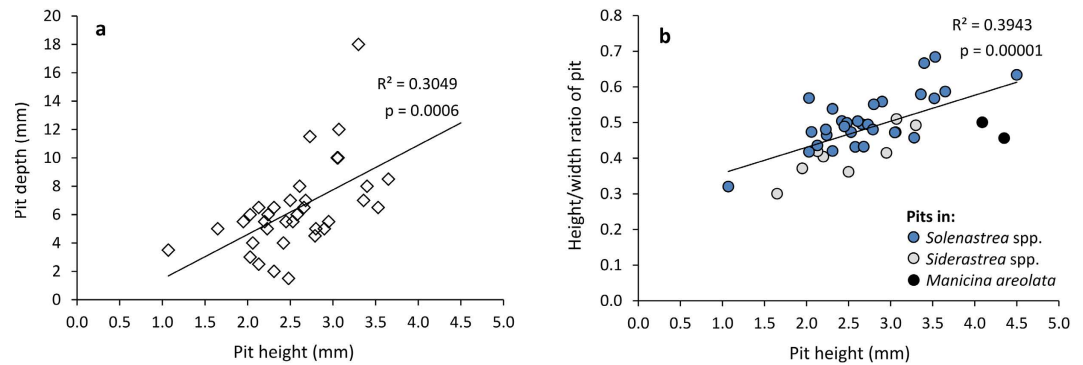 a
20
18
16
14
12
10
8
6
4
2
0
Pit depth (mm)
R² = 0.3049
p = 0.0006
0.0 0.5 1.0 1.5 2.0 2.5 3.0 3.5 4.0 4.5 5.0
Pit height (mm)
b
0.8
0.7
0.6
0.5
0.4
0.3
0.2
0.1
0.0
Height/width ratio of pit
R² = 0.3943
p = 0.00001
Pits in:
Solenastrea spp.
Siderastrea spp.
Manicina areolata
0.0 0.5 1.0 1.5 2.0 2.5 3.0 3.5 4.0 4.5 5.0
Pit height (mm)